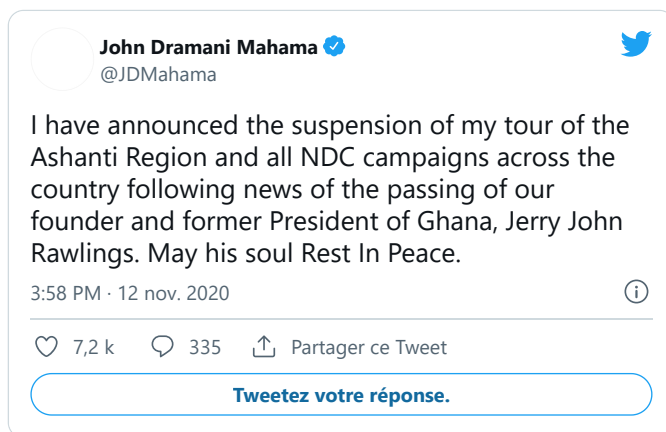 John Dramani Mahama
@JDMahama
I have announced the suspension of my tour of the
Ashanti Region and all NDC campaigns across the
country following news of the passing of our
founder and former President of Ghana, Jerry John
Rawlings. May his soul Rest In Peace.
3:58 PM · 12 nov. 2020
7,2 k 335 Partager ce Tweet
Tweetez votre réponse.